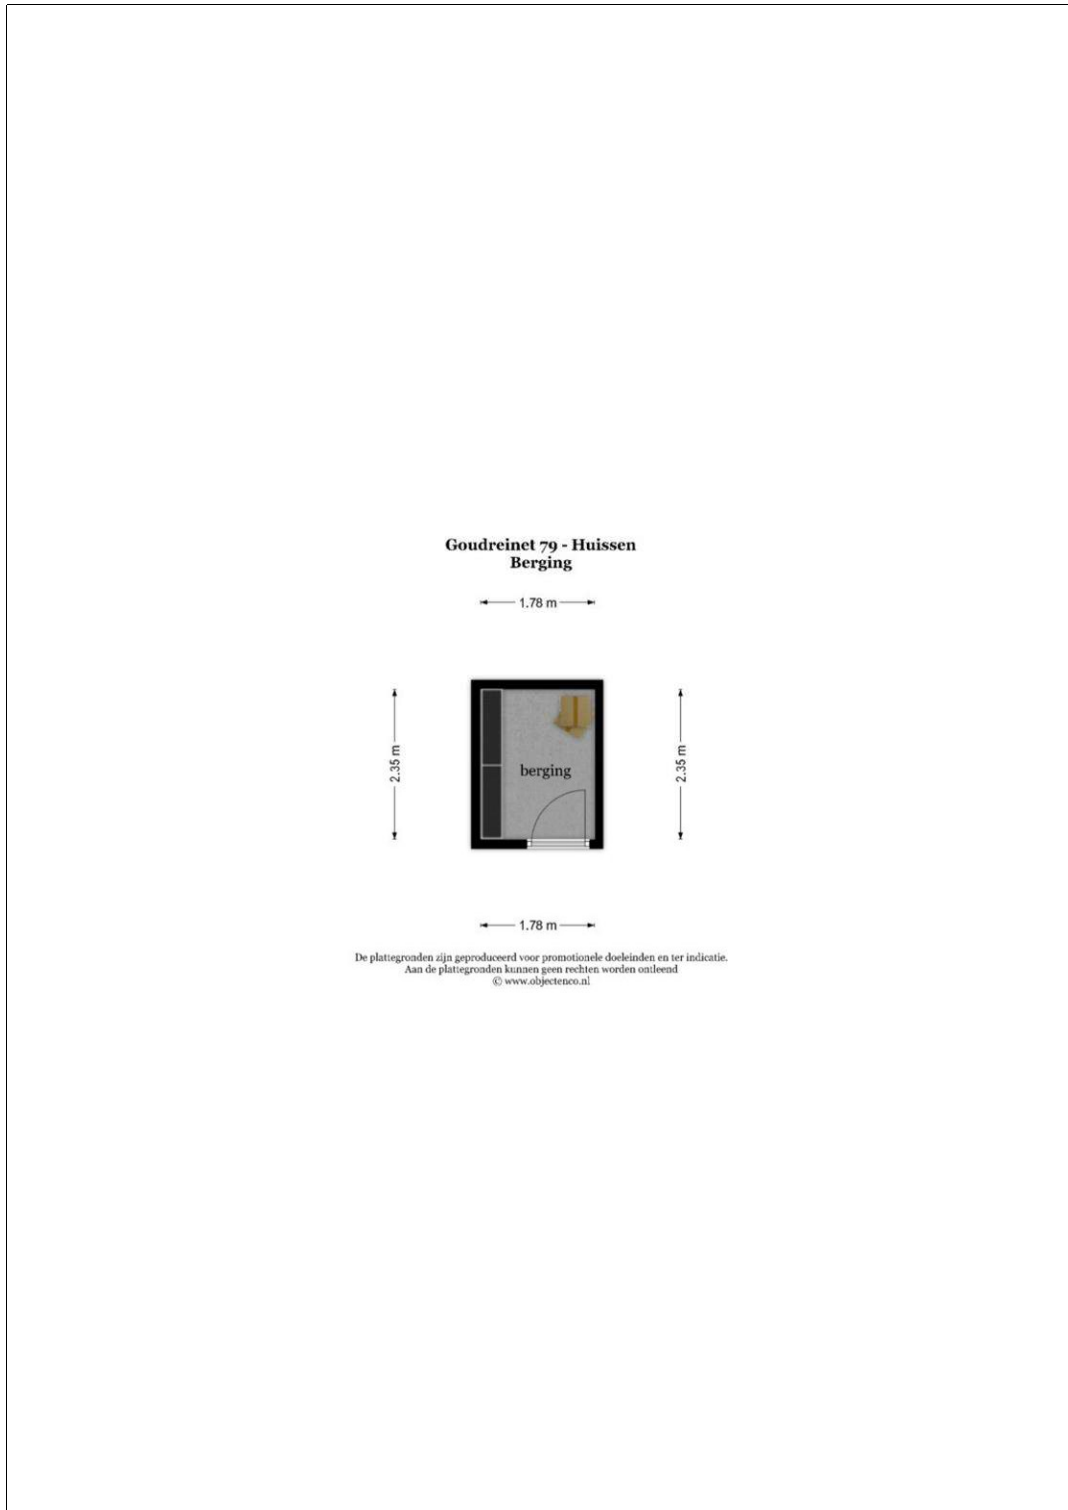 Goudreinet 79 - Huissen
Berging
1.78 m
2.35 m
2.35 m
berging
1.78 m
De plattegronden zijn geproduceerd voor promotionele doeleinden en ter indicatie.
Aan de plattegronden kunnen geen rechten worden ontleend
© www.objectenco.nl